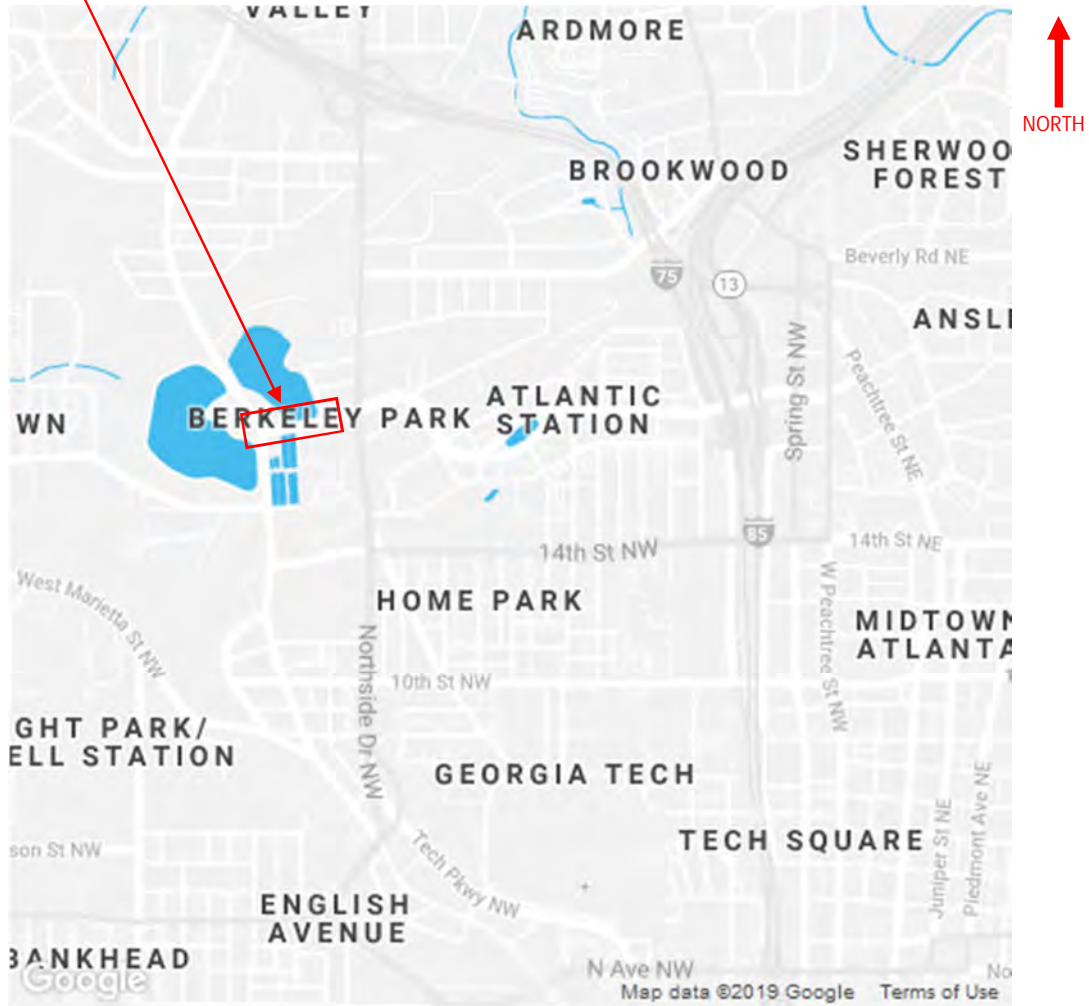 VALLEY
ARDMORE
NORTH
BROOKWOOD
SHERWOO
FOREST
Beverly Rd NE
75
13
ANSL
Spring St NW
Peachtree St NE
ATLANTIC
STATION
WN
BERKELEY PARK
85
14th St NW
14th St NE
West Marietta St NW
HOME PARK
W Peachtree St NW
MIDTOWN
ATLANTA
Northside Dr NW
10th St NW
GHT PARK/
ELL STATION
GEORGIA TECH
TECH SQUARE
Juniper St NE
Piedmont Ave NE
son St NW
Tech Pkwy NW
ENGLISH
AVENUE
BANKHEAD
Google
N Ave NW
No
Map data ©2019 Google
Terms of Use